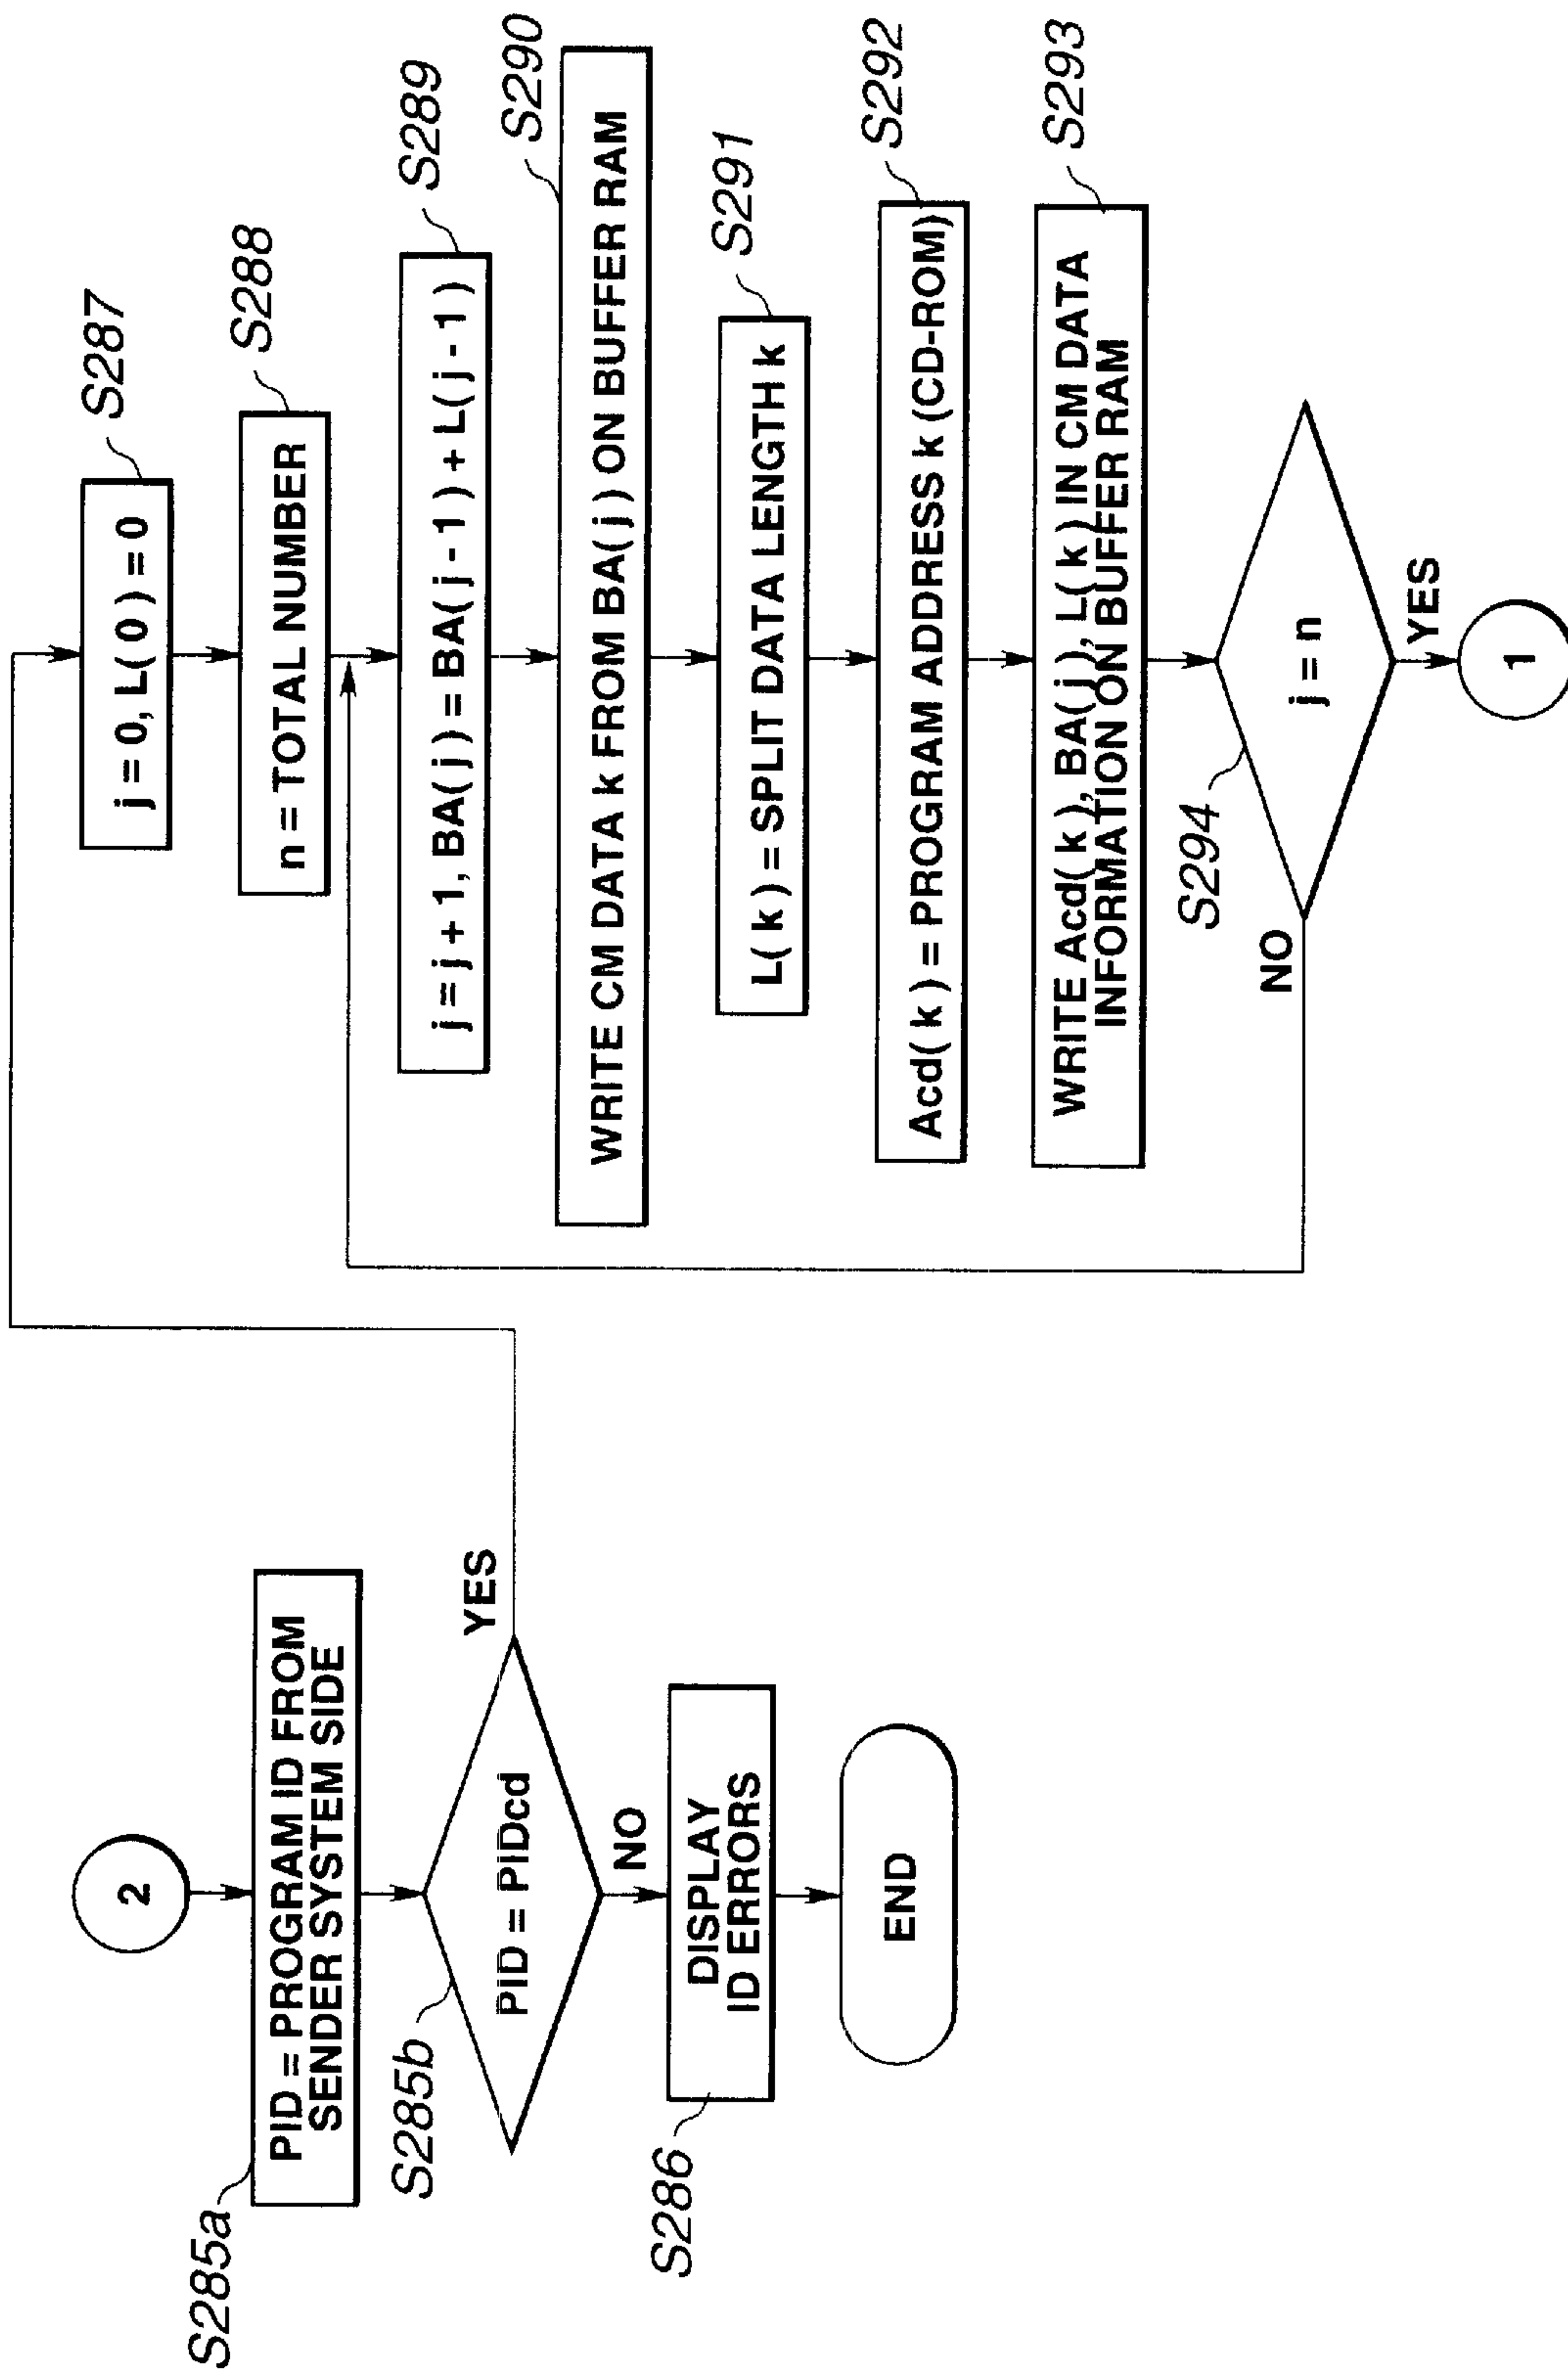 2
S285a
PID = PROGRAM ID FROM
SENDER SYSTEM SIDE
S285b
PID = PIDcd
YES
NO
S286
DISPLAY
ID ERRORS
END
S287
j = 0, L( 0 ) = 0
S288
n = TOTAL NUMBER
S289
j = j + 1, BA( j ) = BA( j - 1 ) + L( j - 1 )
S290
WRITE CM DATA k FROM BA( j ) ON BUFFER RAM
S291
L( k ) = SPLIT DATA LENGTH k
S292
Acd( k ) = PROGRAM ADDRESS k (CD-ROM)
S293
WRITE Acd( k ), BA( j ), L( k ) IN CM DATA
INFORMATION ON BUFFER RAM
S294
j = n
NO
YES
1